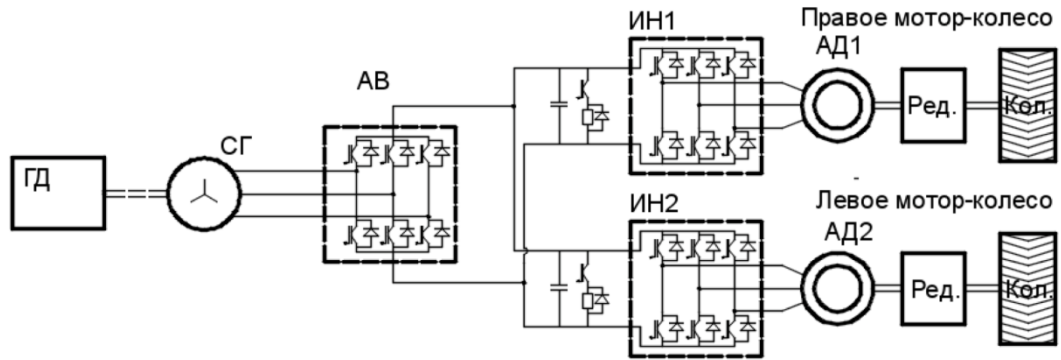 ИН1
Правое мотор-колесо
АД1
АВ
Ред.
Кол.
СГ
ГД
ИН2
Левое мотор-колесо
АД2
Ред.
Кол.